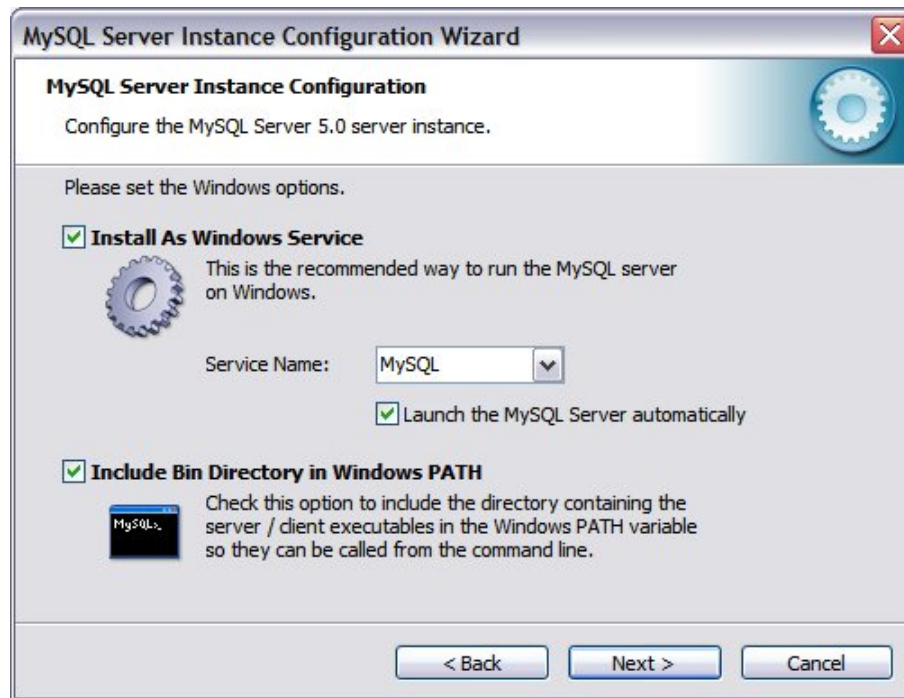 MySQL Server Instance Configuration Wizard
MySQL Server Instance Configuration
Configure the MySQL Server 5.0 server instance.
Please set the Windows options.
Install As Windows Service
This is the recommended way to run the MySQL server
on Windows.
Service Name: MySQL
Launch the MySQL Server automatically
Include Bin Directory in Windows PATH
Check this option to include the directory containing the
server / client executables in the Windows PATH variable
so they can be called from the command line.
MySQL>_
< Back Next > Cancel